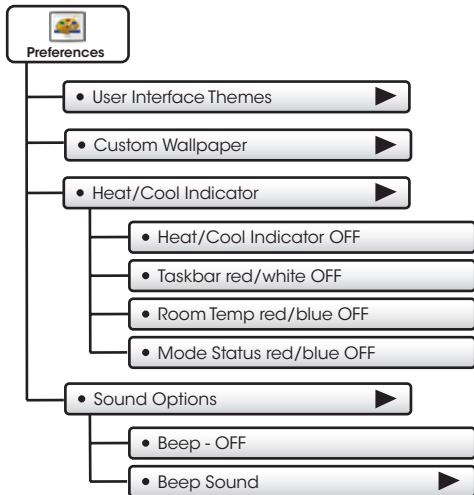 Preferences
• User Interface Themes
• Custom Wallpaper
• Heat/Cool Indicator
• Heat/Cool Indicator OFF
• Taskbar red/white OFF
• Room Temp red/blue OFF
• Mode Status red/blue OFF
• Sound Options
• Beep - OFF
• Beep Sound